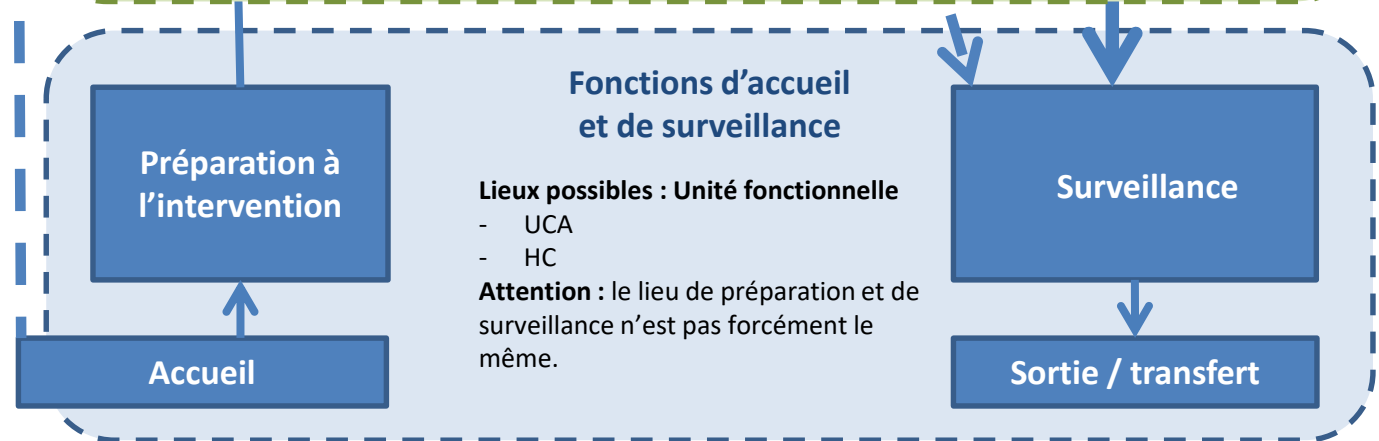 Fonctions d’accueil
et de surveillance
Préparation à
l’intervention
Lieux possibles : Unité fonctionnelle
- UCA
- HC
Attention : le lieu de préparation et de
surveillance n’est pas forcément le
même.
Surveillance
Accueil
Sortie / transfert